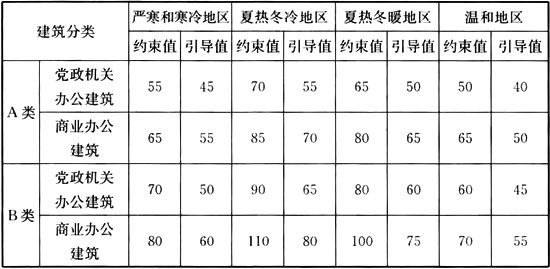 建筑分类 严寒和寒冷地区 夏热冬冷地区 夏热冬暖地区 温和地区
约束值 引导值 约束值 引导值 约束值 引导值 约束值 引导值
A类 党政机关办公建筑 55 45 70 55 65 50 50 40
商业办公建筑 65 55 85 70 80 65 65 50
B类 党政机关办公建筑 70 50 90 65 80 60 60 45
商业办公建筑 80 60 110 80 100 75 70 55